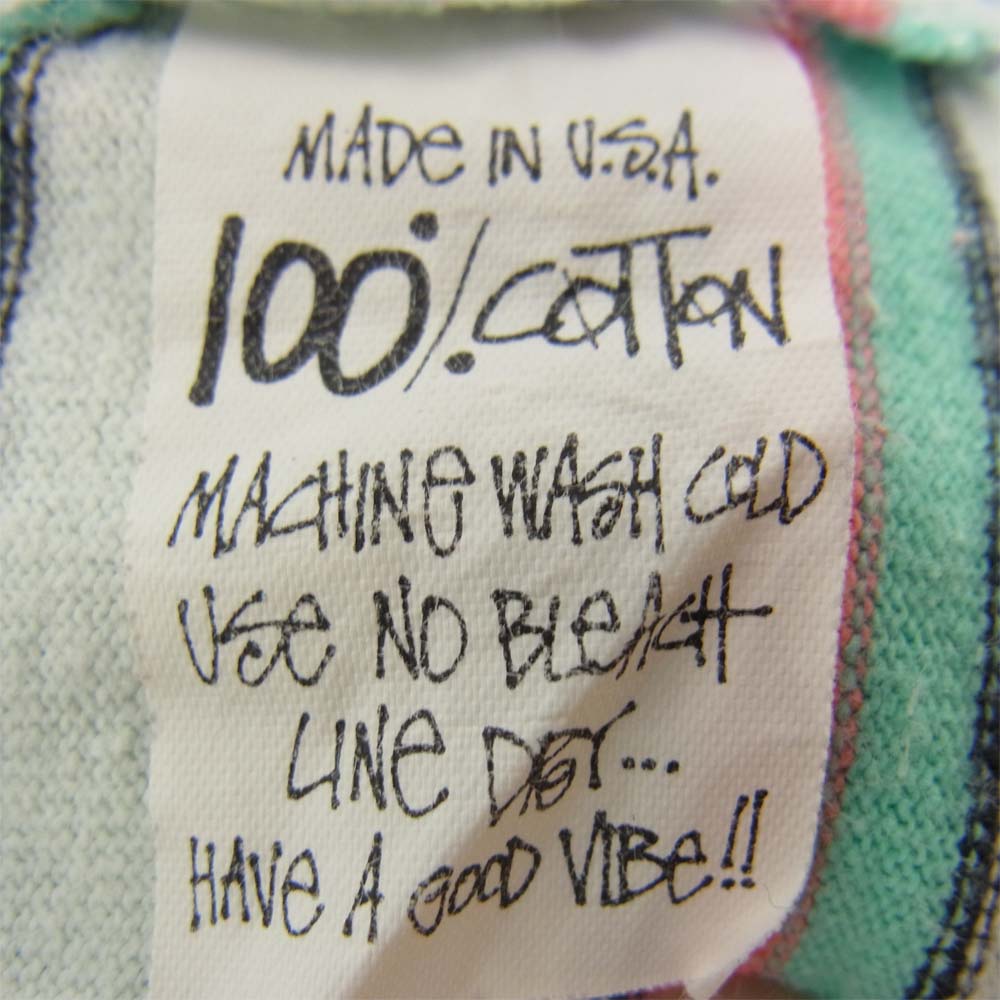 MADe IN U.S.A.
100% COTTON
MACHINe WASH COLD
USe NO BLeACH
LINe DRY...
HAVe A GOOD VIBe!!